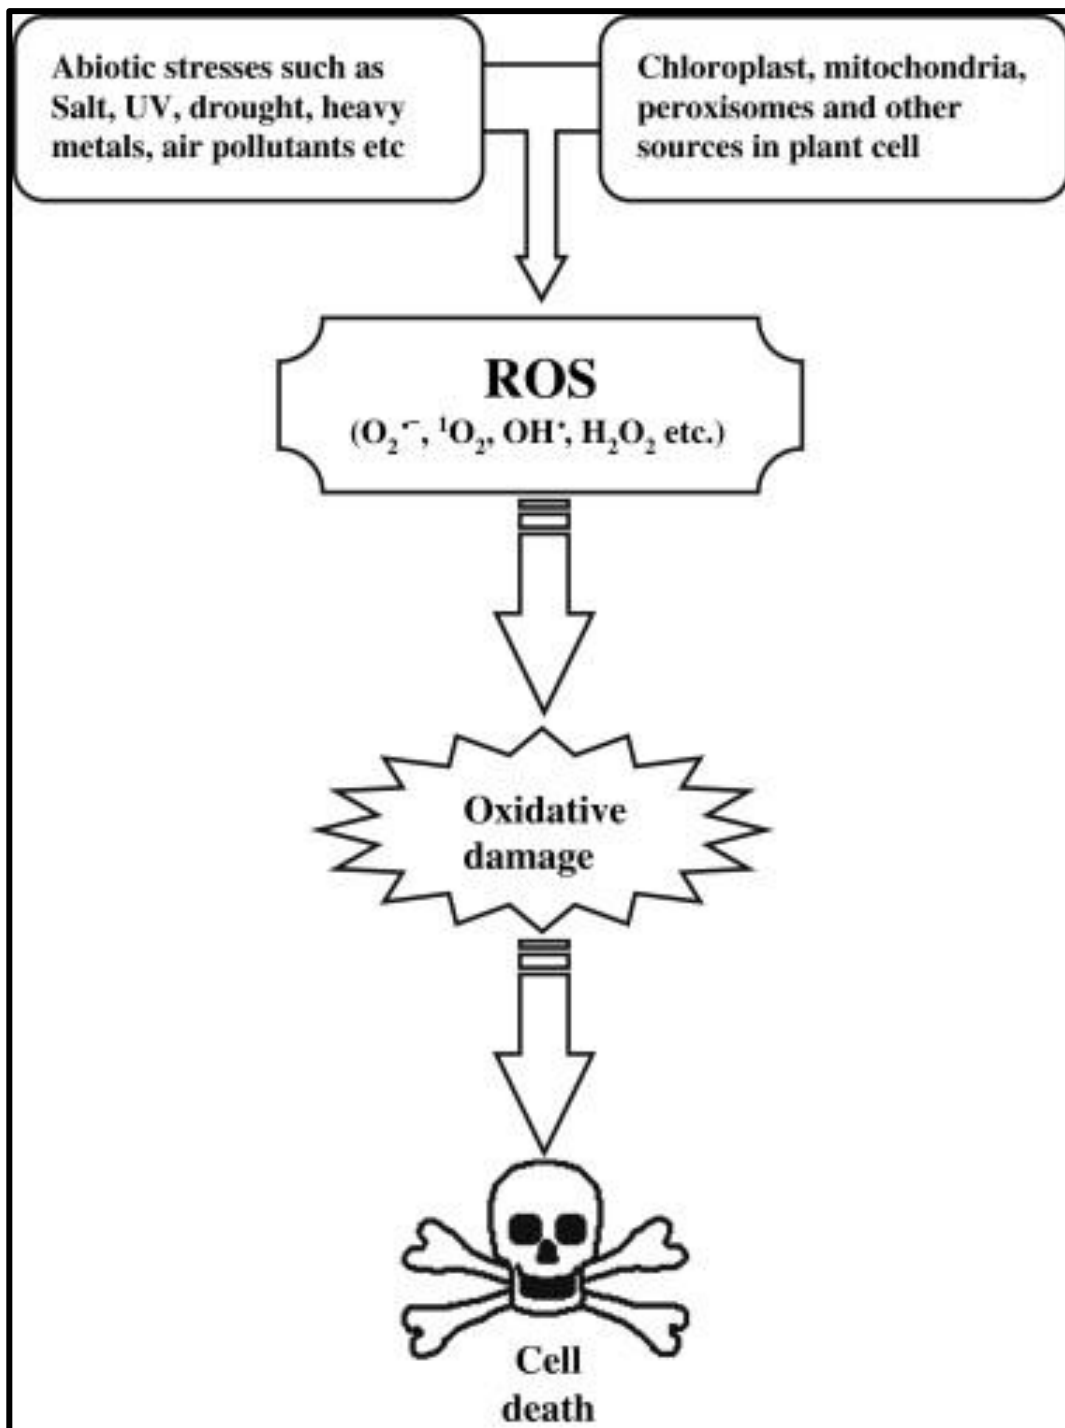 Abiotic stresses such as
Salt, UV, drought, heavy
metals, air pollutants etc
Chloroplast, mitochondria,
peroxisomes and other
sources in plant cell
ROS
(O₂•−, ¹O₂, OH•, H₂O₂ etc.)
Oxidative
damage
Cell
death